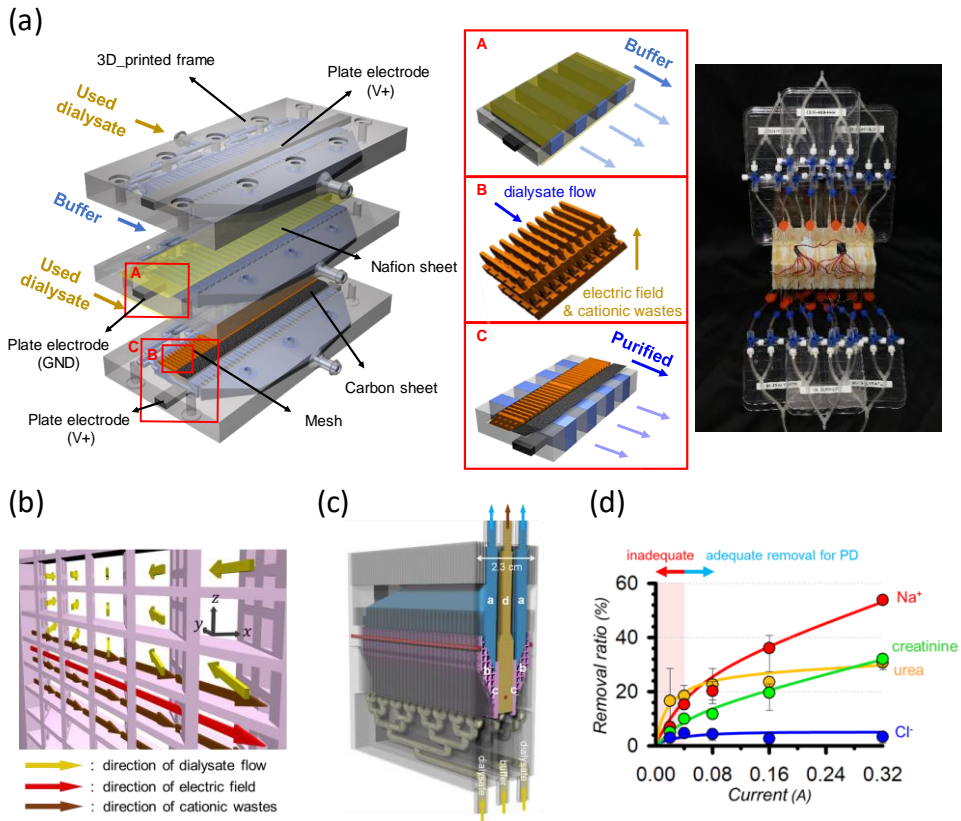 (a)
3D_printed frame
Plate electrode
(V+)
Used
dialysate
Buffer
Used
dialysate
A
Nafion sheet
Plate electrode
(GND)
C
B
Carbon sheet
Mesh
Plate electrode
(V+)
A
Buffer
B
dialysate flow
electric field
& cationic wastes
C
Purified
(b)
z
y
x
: direction of dialysate flow
: direction of electric field
: direction of cationic wastes
(c)
2.3 cm
a
d
a
b
b
c
c
dialysate
buffer
dialysate
(d)
inadequate
adequate removal for PD
Removal ratio (%)
60
40
20
0
Na⁺
creatinine
urea
Cl⁻
0.00
0.08
0.16
0.24
0.32
Current (A)